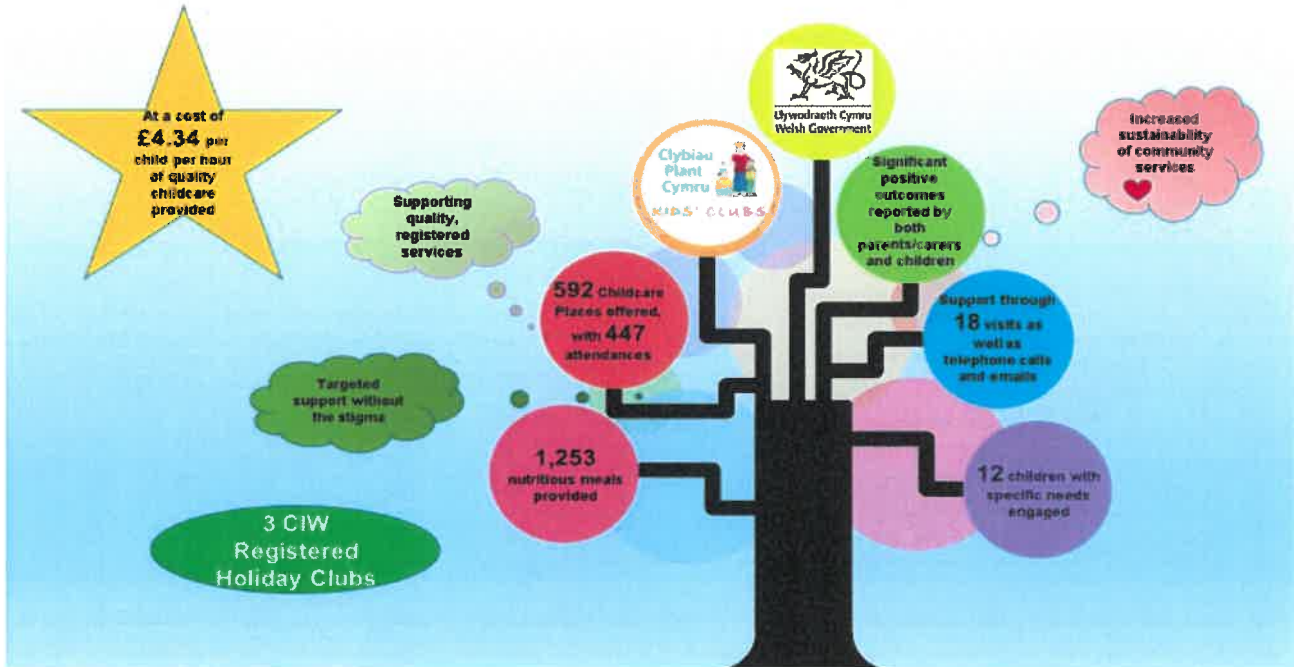 At a cost of
£4.34 per
child per hour
of quality
childcare
provided
Llywodraeth Cymru
Welsh Government
Clybiau
Plant
Cymru
KIDS' CLUBS
Increased
sustainability
of community
services
Significant
positive
outcomes
reported by
both
parents/carers
and children
Supporting
quality,
registered
services
592 Childcare
Places offered,
with 447
attendances
Support through
18 visits as
well as
telephone calls
and emails
Targeted
support without
the stigma
1,253
nutritious meals
provided
12 children with
specific needs
engaged
3 CIW
Registered
Holiday Clubs